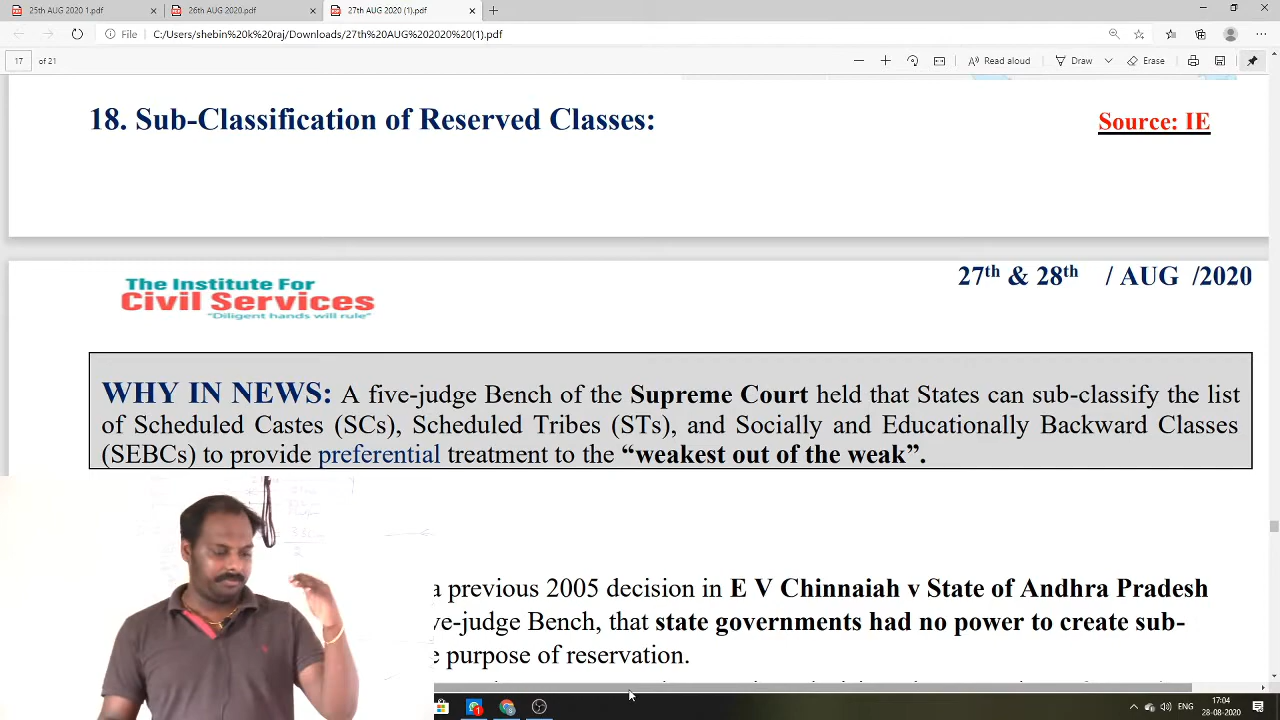 25th AUG 2020 1.pdf
26th AUG 2020.pdf
27th AUG 2020 (1).pdf
File C:/Users/shebin%20k%20raj/Downloads/27th%20AUG%202020%20(1).pdf
17 of 21
Read aloud
Draw
Erase
18. Sub-Classification of Reserved Classes:
Source: IE
The Institute For
Civil Services
"Diligent hands will rule"
27th & 28th / AUG /2020
WHY IN NEWS: A five-judge Bench of the Supreme Court held that States can sub-classify the list
of Scheduled Castes (SCs), Scheduled Tribes (STs), and Socially and Educationally Backward Classes
(SEBCs) to provide preferential treatment to the “weakest out of the weak”.
a previous 2005 decision in E V Chinnaiah v State of Andhra Pradesh
ve-judge Bench, that state governments had no power to create sub-
e purpose of reservation.
ENG
17:04
28-08-2020